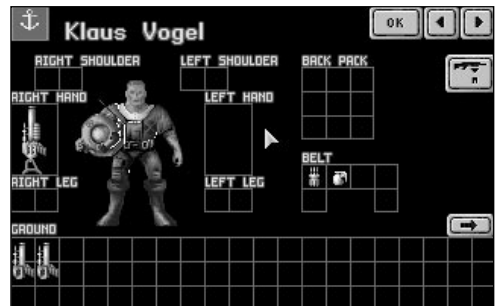 Klaus Vogel
OK
RIGHT SHOULDER
LEFT SHOULDER
BACK PACK
RIGHT HAND
LEFT HAND
BELT
RIGHT LEG
LEFT LEG
GROUND